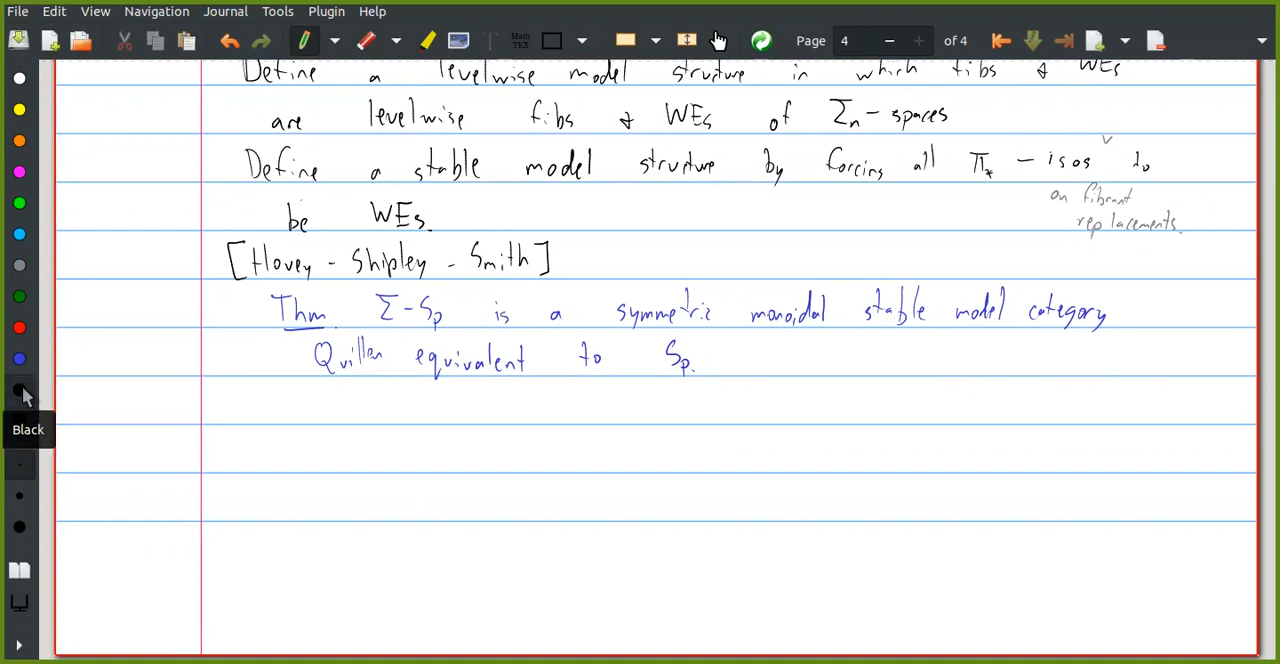 File Edit View Navigation Journal Tools Plugin Help
Math TEX Page 4 of 4
Define a levelwise model structure in which fibs & WEs
are levelwise fibs & WEs of Σn - spaces
Define a stable model structure by forcing all π* - isos ∨ to
on fibrant
be WEs.
replacements.
[Hovey - Shipley - Smith]
Thm. Σ-Sp is a symmetric monoidal stable model category
Quillen equivalent to Sp.
Black